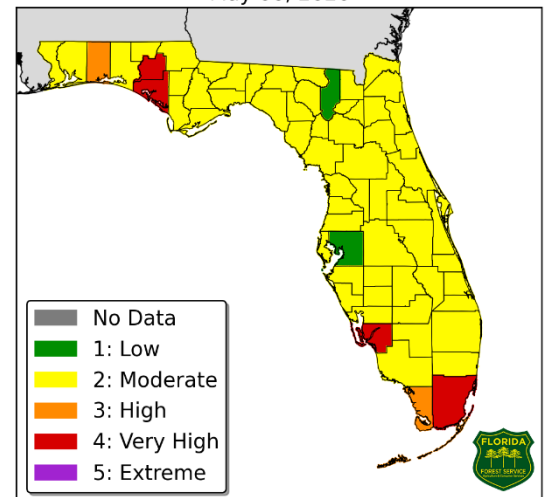 No Data
1: Low
2: Moderate
3: High
4: Very High
5: Extreme
FLORIDA
FOREST SERVICE